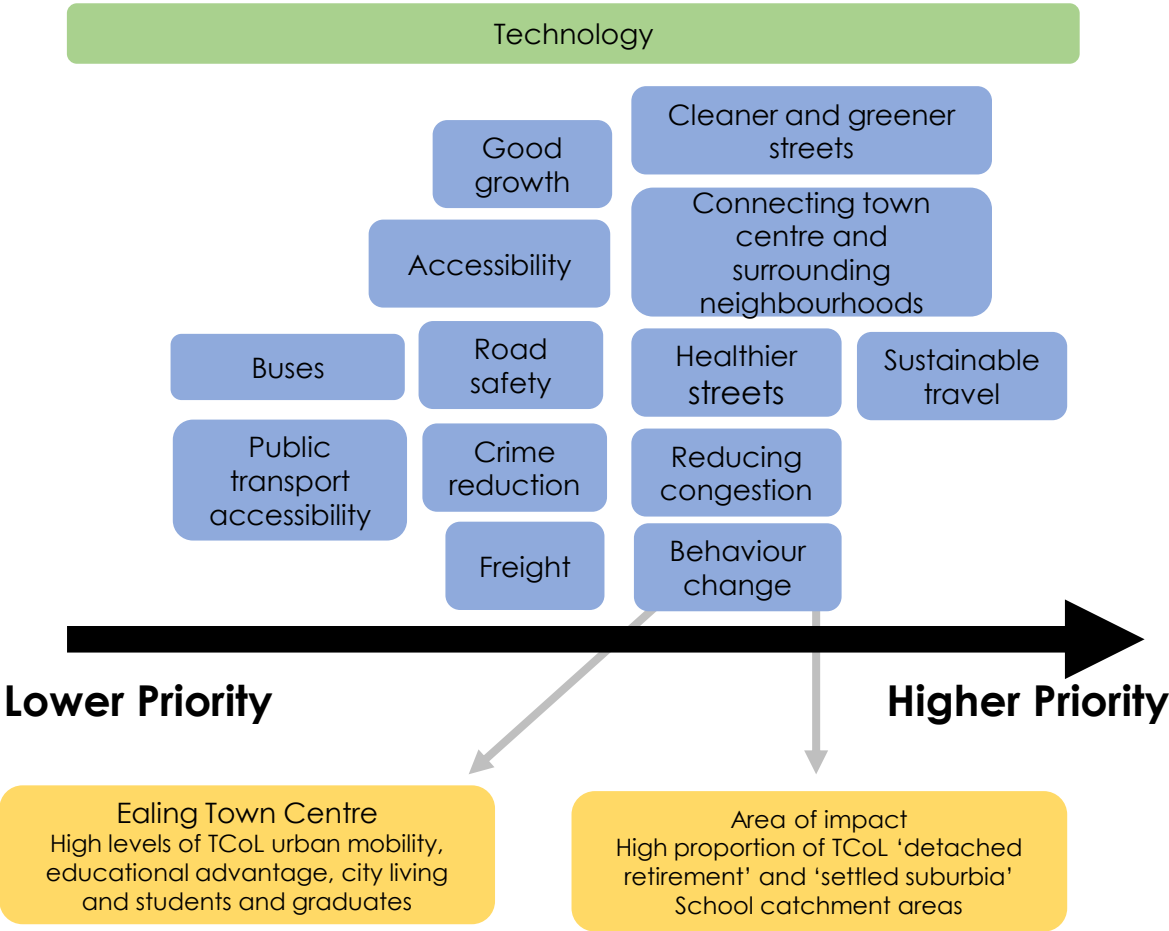 Technology
Cleaner and greener
streets
Good
growth
Connecting town
centre and
surrounding
neighbourhoods
Accessibility
Buses
Road
safety
Healthier
streets
Sustainable
travel
Public
transport
accessibility
Crime
reduction
Reducing
congestion
Freight
Behaviour
change
Lower Priority
Higher Priority
Ealing Town Centre
High levels of TCoL urban mobility,
educational advantage, city living
and students and graduates
Area of impact
High proportion of TCoL ‘detached
retirement’ and ‘settled suburbia’
School catchment areas